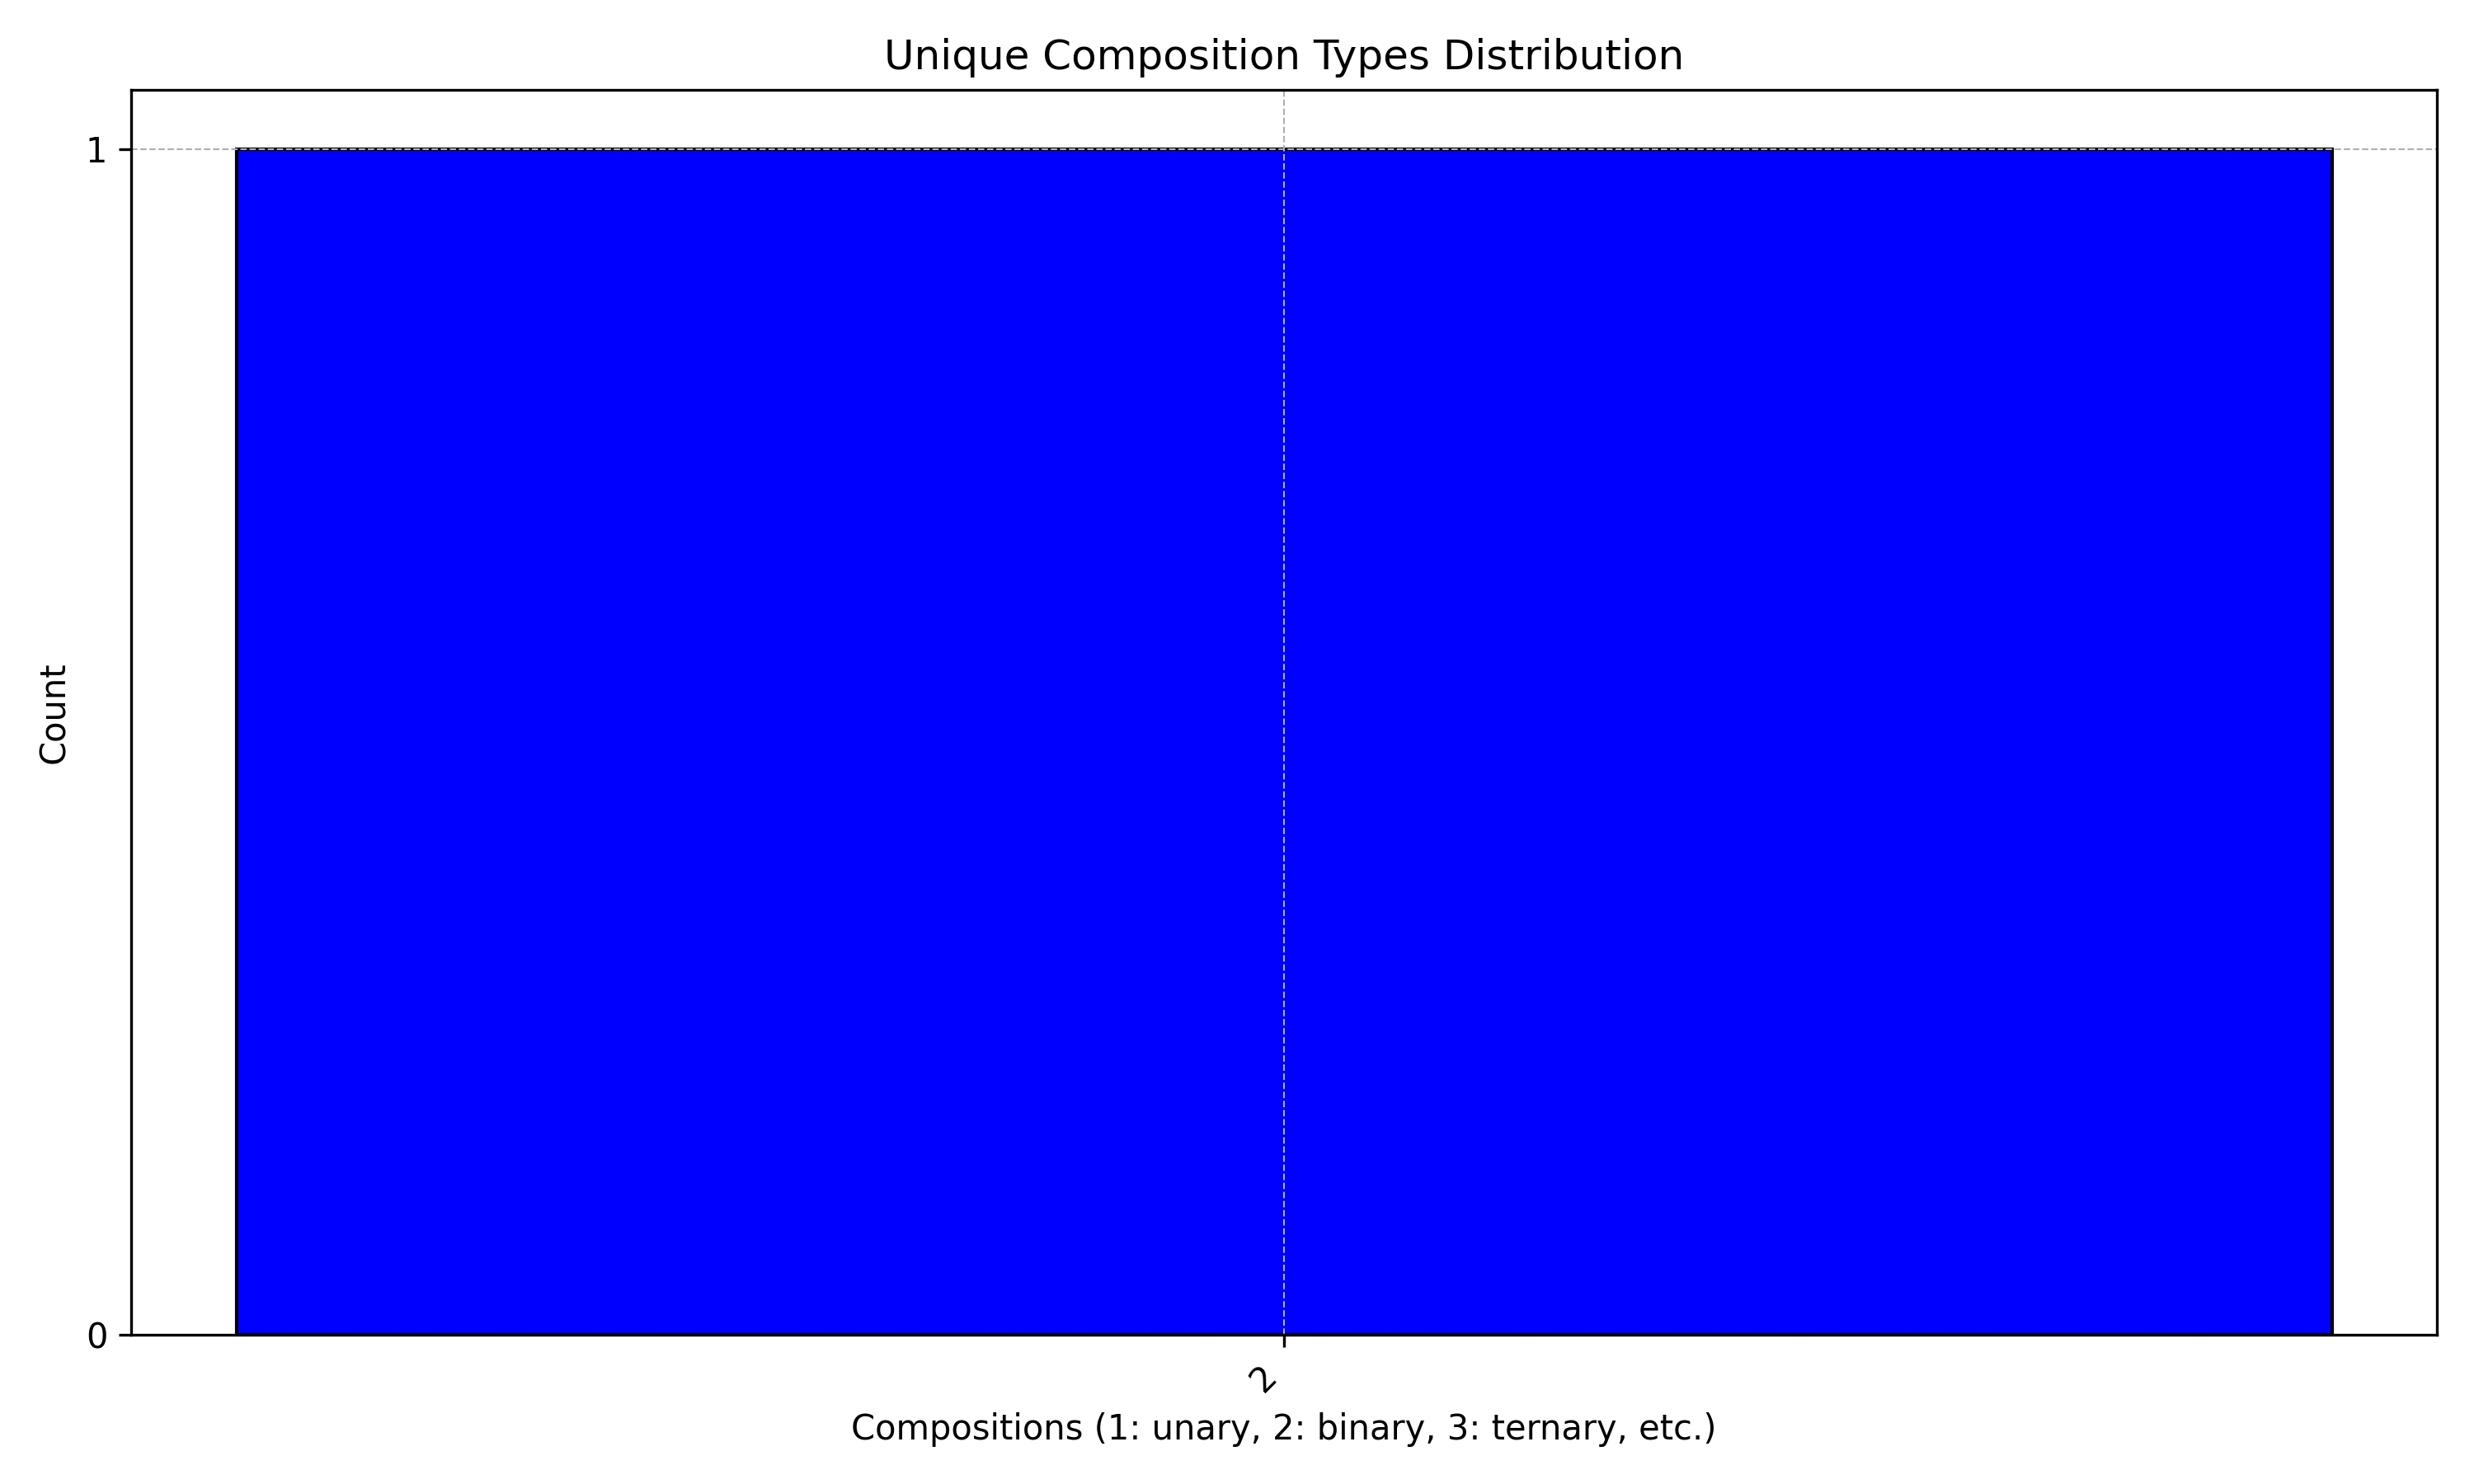 Unique Composition Types Distribution
1
Count
0
2
Compositions (1: unary, 2: binary, 3: ternary, etc.)